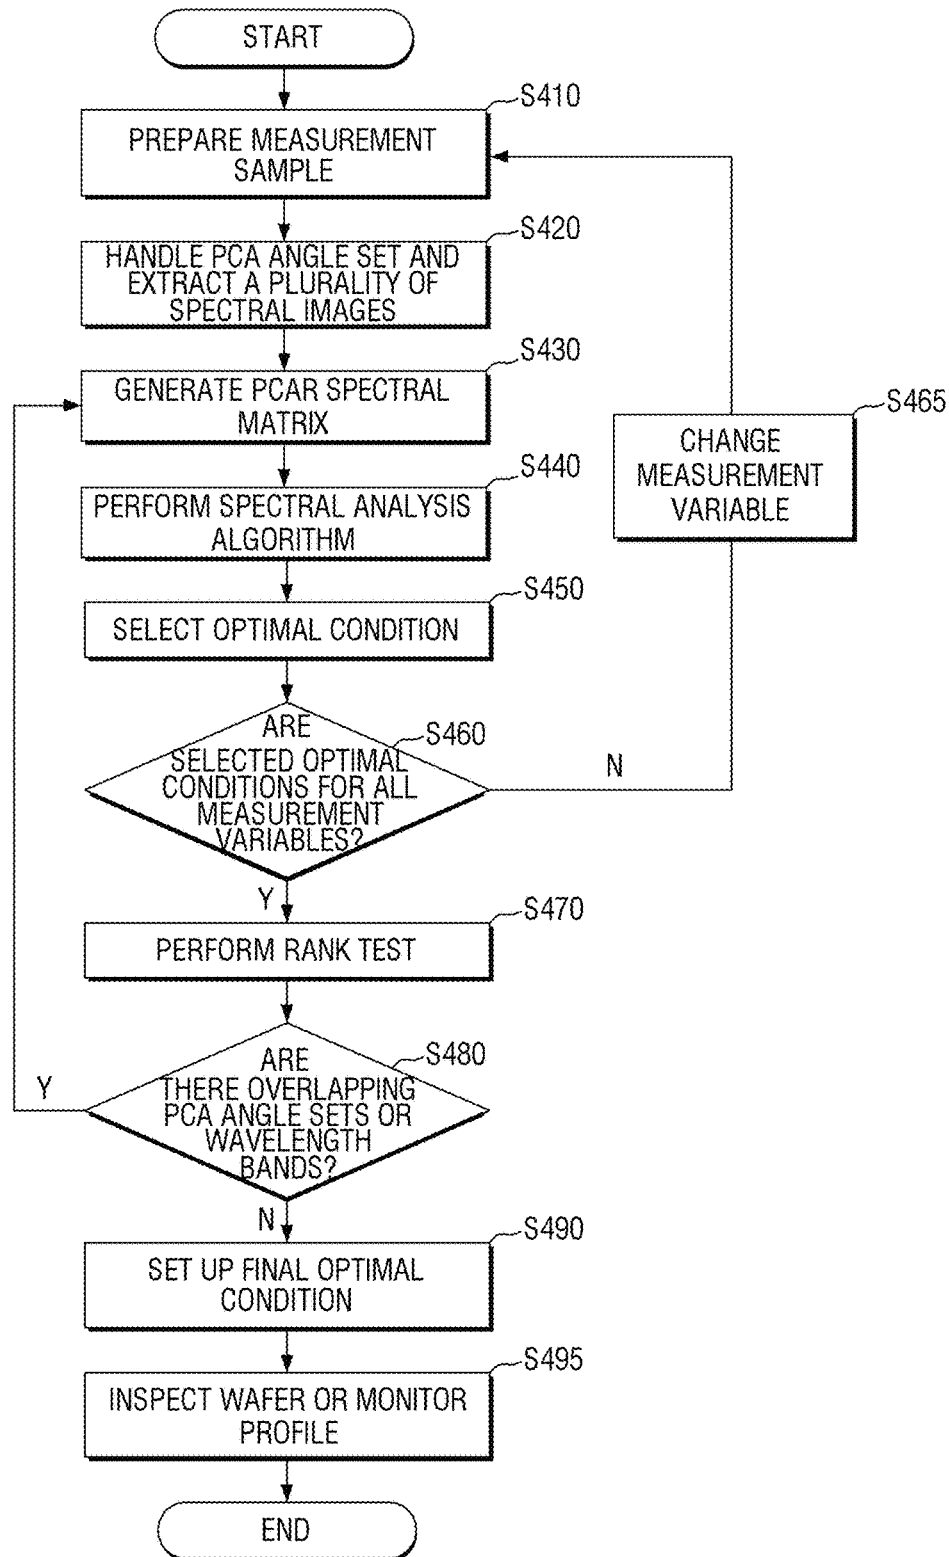 START
S410
PREPARE MEASUREMENT
SAMPLE
S420
HANDLE PCA ANGLE SET AND
EXTRACT A PLURALITY OF
SPECTRAL IMAGES
S430
GENERATE PCAR SPECTRAL
MATRIX
S465
CHANGE
MEASUREMENT
VARIABLE
S440
PERFORM SPECTRAL ANALYSIS
ALGORITHM
S450
SELECT OPTIMAL CONDITION
S460
ARE
SELECTED OPTIMAL
CONDITIONS FOR ALL
MEASUREMENT
VARIABLES?
N
Y
S470
PERFORM RANK TEST
S480
ARE
THERE OVERLAPPING
PCA ANGLE SETS OR
WAVELENGTH
BANDS?
Y
N
S490
SET UP FINAL OPTIMAL
CONDITION
S495
INSPECT WAFER OR MONITOR
PROFILE
END